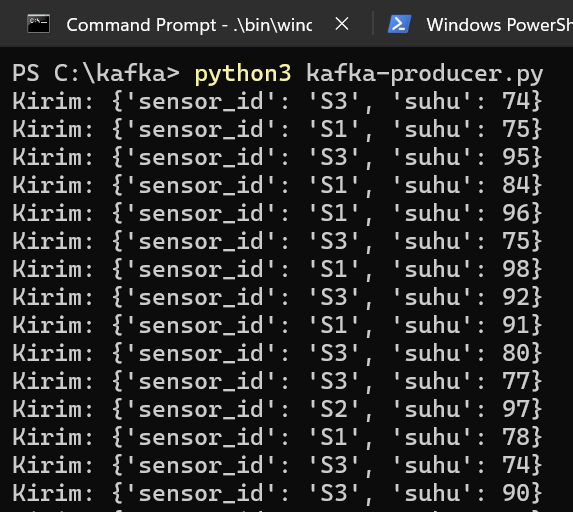 Command Prompt - .\bin\winc
Windows PowerSh
PS C:\kafka> python3 kafka-producer.py
Kirim: {'sensor_id': 'S3', 'suhu': 74}
Kirim: {'sensor_id': 'S1', 'suhu': 75}
Kirim: {'sensor_id': 'S3', 'suhu': 95}
Kirim: {'sensor_id': 'S1', 'suhu': 84}
Kirim: {'sensor_id': 'S1', 'suhu': 96}
Kirim: {'sensor_id': 'S3', 'suhu': 75}
Kirim: {'sensor_id': 'S1', 'suhu': 98}
Kirim: {'sensor_id': 'S3', 'suhu': 92}
Kirim: {'sensor_id': 'S1', 'suhu': 91}
Kirim: {'sensor_id': 'S3', 'suhu': 80}
Kirim: {'sensor_id': 'S3', 'suhu': 77}
Kirim: {'sensor_id': 'S2', 'suhu': 97}
Kirim: {'sensor_id': 'S1', 'suhu': 78}
Kirim: {'sensor_id': 'S3', 'suhu': 74}
Kirim: {'sensor_id': 'S3', 'suhu': 90}